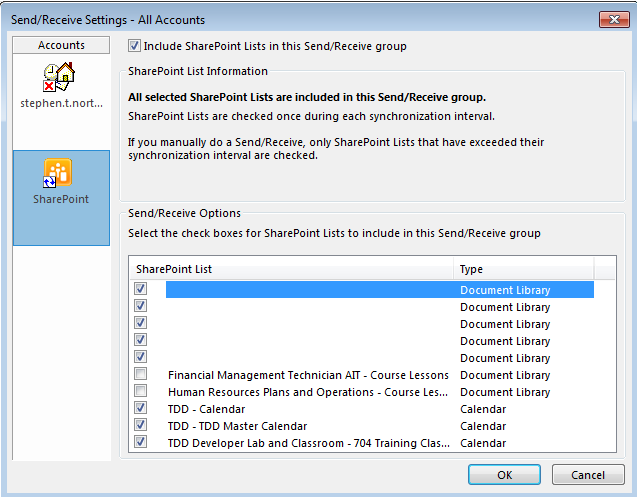 Send/Receive Settings - All Accounts
Accounts
stephen.t.nort...
SharePoint
Include SharePoint Lists in this Send/Receive group
SharePoint List Information
All selected SharePoint Lists are included in this Send/Receive group.
SharePoint Lists are checked once during each synchronization interval.
If you manually do a Send/Receive, only SharePoint Lists that have exceeded their
synchronization interval are checked.
Send/Receive Options
Select the check boxes for SharePoint Lists to include in this Send/Receive group
SharePoint List Type
Document Library
Document Library
Document Library
Document Library
Document Library
Financial Management Technician AIT - Course Lessons Document Library
Human Resources Plans and Operations - Course Les... Document Library
TDD - Calendar Calendar
TDD - TDD Master Calendar Calendar
TDD Developer Lab and Classroom - 704 Training Clas... Calendar
OK Cancel